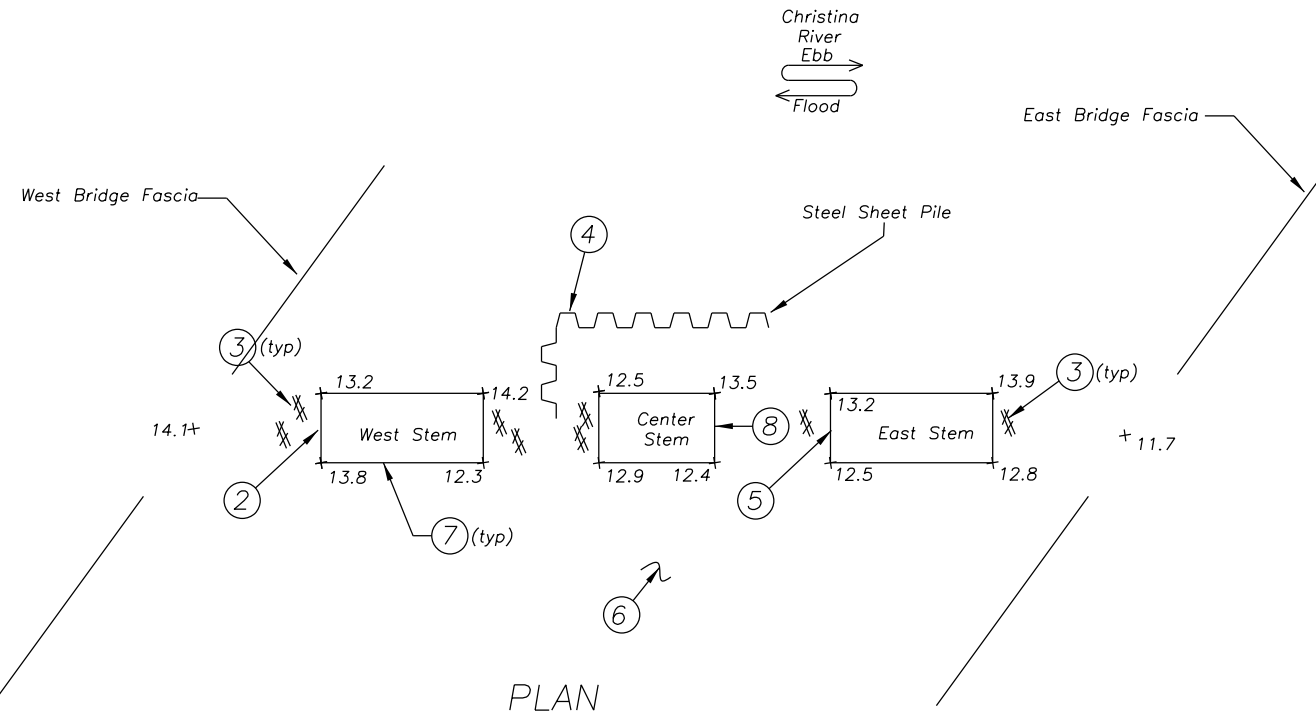 Christina
River
Ebb
Flood
East Bridge Fascia
West Bridge Fascia
Steel Sheet Pile
4
3 (typ)
3 (typ)
13.2
14.2
12.5
13.5
13.2
13.9
14.1
West Stem
Center
Stem
8
East Stem
11.7
13.8
12.3
12.9
12.4
12.5
12.8
2
5
7 (typ)
6
PLAN